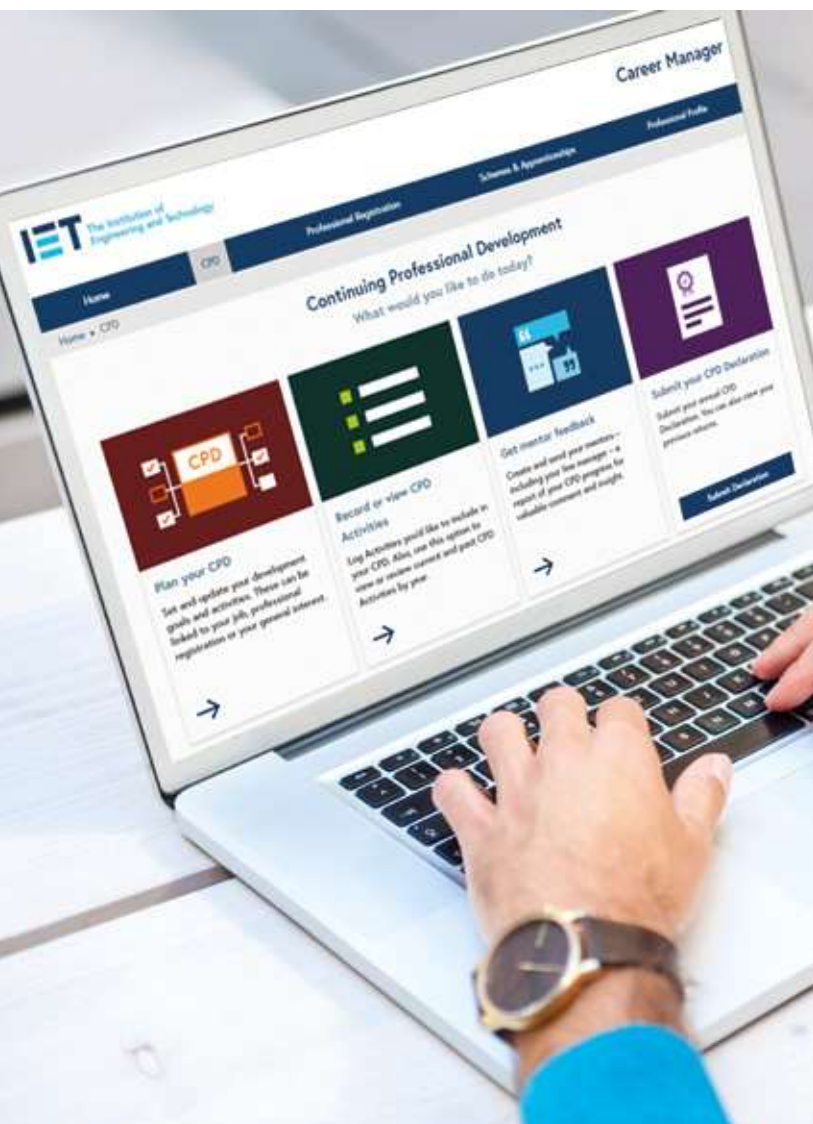 Career Manager
IET The Institution of
Engineering and Technology
Home
CPD
Professional Registration
Schemes & Apprenticeships
Professional Profile
Home » CPD
Continuing Professional Development
What would you like to do today?
CPD
Plan your CPD
Set and update your development
goals and activities. These can be
linked to your job, professional
registration or your general interest.
Record or view CPD
Activities
Log Activities you'd like to include in
your CPD. Also, use this option to
view or review current and past CPD
Activities by year.
Get mentor feedback
Create and send your mentors –
including your line manager – a
report of your CPD progress for
valuable comment and insight.
Submit your CPD Declaration
Submit your annual CPD
Declaration. You can also view your
previous returns.
Submit Declaration